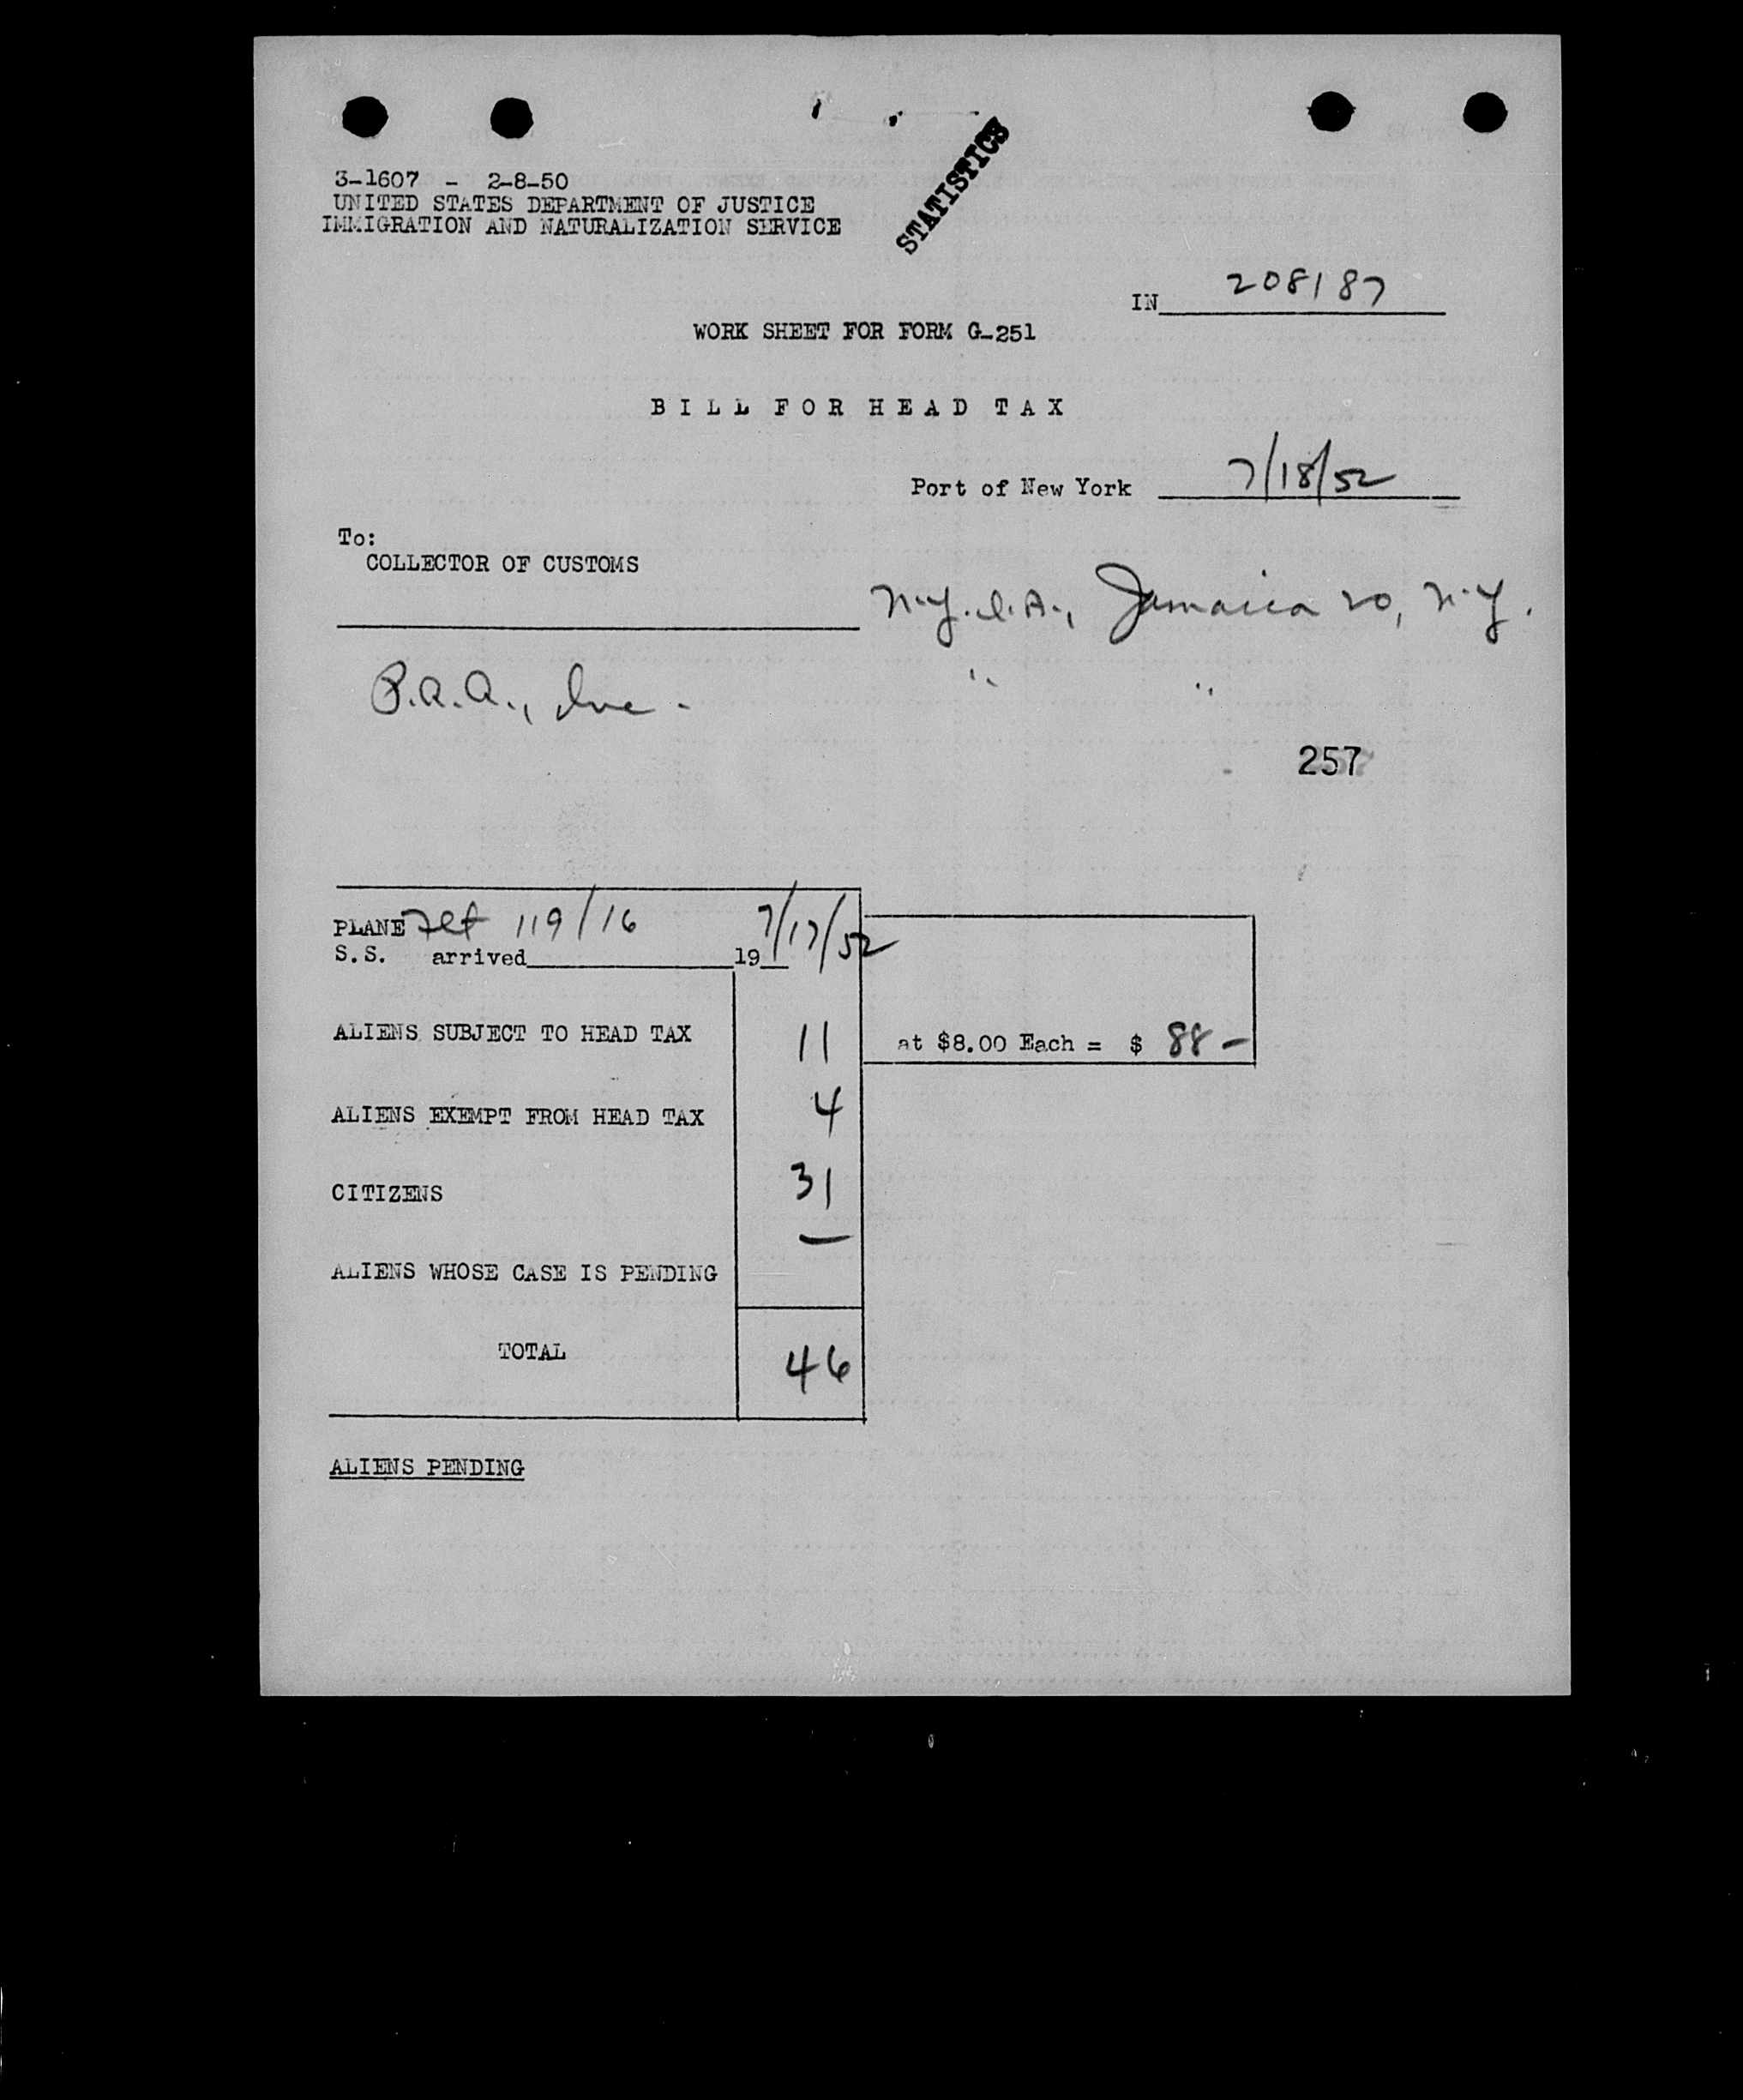 STATISTICS
3-1607 - 2-8-50
UNITED STATES DEPARTMENT OF JUSTICE
IMMIGRATION AND NATURALIZATION SERVICE
IN 208187
WORK SHEET FOR FORM G-251
BILL FOR HEAD TAX
Port of New York 7/18/52
To:
COLLECTOR OF CUSTOMS
N.Y.I.A., Jamaica 20, N.Y.
P.A.A., Inc. " "
257
PLANE Flt 119/16 7/17/52
S.S. arrived 19
ALIENS SUBJECT TO HEAD TAX 11 at $8.00 Each = $ 88 -
ALIENS EXEMPT FROM HEAD TAX 4
CITIZENS 31
ALIENS WHOSE CASE IS PENDING —
TOTAL 46
ALIENS PENDING